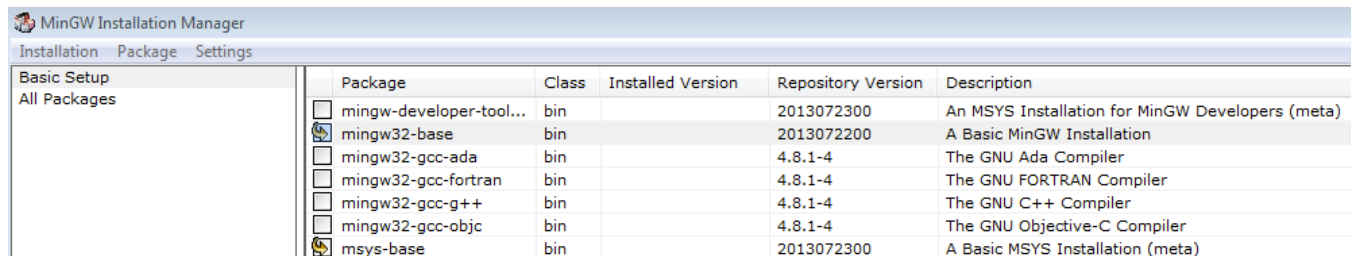 MinGW Installation Manager
Installation Package Settings
Basic Setup
All Packages
Package Class Installed Version Repository Version Description
mingw-developer-tool... bin 2013072300 An MSYS Installation for MinGW Developers (meta)
mingw32-base bin 2013072200 A Basic MinGW Installation
mingw32-gcc-ada bin 4.8.1-4 The GNU Ada Compiler
mingw32-gcc-fortran bin 4.8.1-4 The GNU FORTRAN Compiler
mingw32-gcc-g++ bin 4.8.1-4 The GNU C++ Compiler
mingw32-gcc-objc bin 4.8.1-4 The GNU Objective-C Compiler
msys-base bin 2013072300 A Basic MSYS Installation (meta)